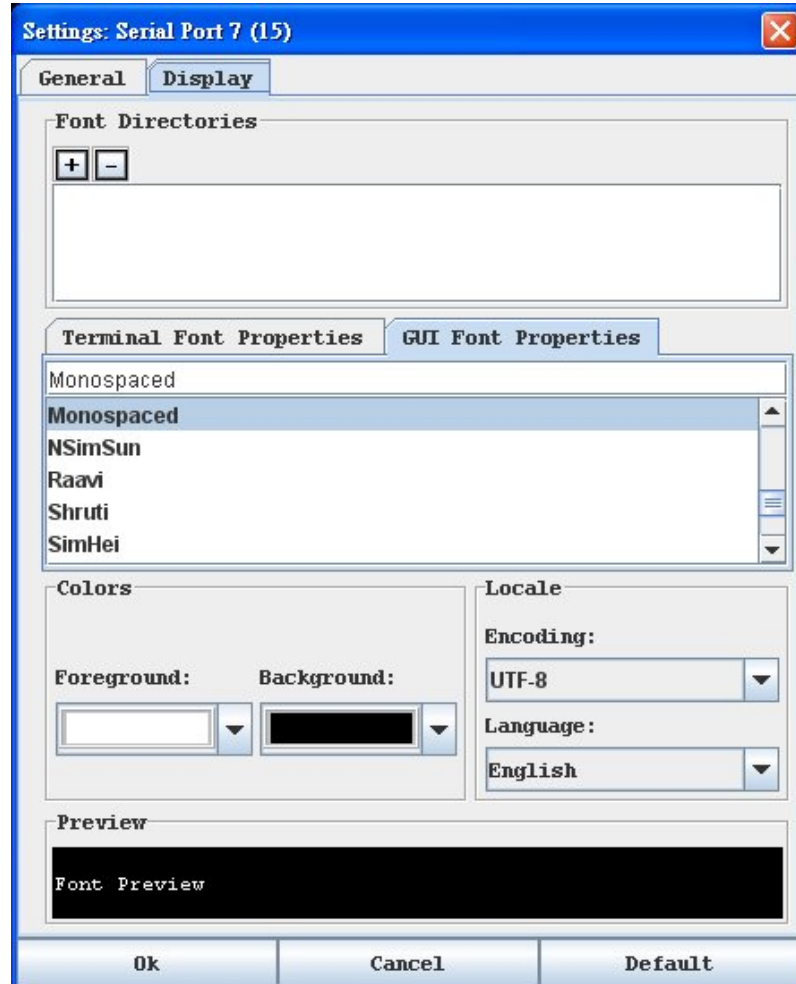 Settings: Serial Port 7 (15)
General Display
Font Directories
+ -
Terminal Font Properties GUI Font Properties
Monospaced
Monospaced
NSimSun
Raavi
Shruti
SimHei
Colors Locale
Encoding:
Foreground: Background: UTF-8
Language:
English
Preview
Font Preview
Ok Cancel Default